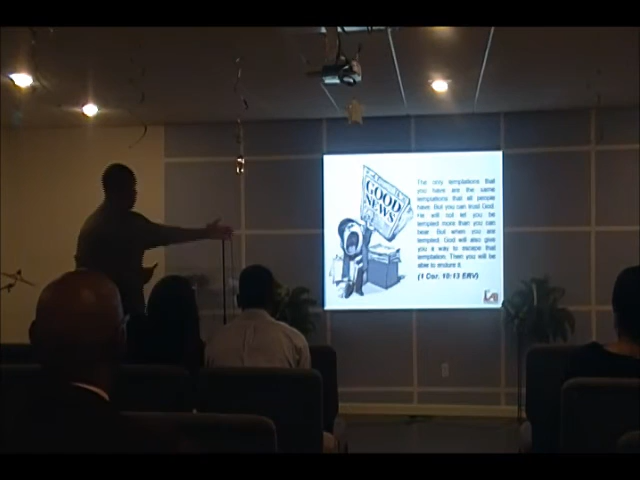 GOOD
NEWS
The only temptations that
you have are the same
temptations that all people
have. But you can trust God.
He will not let you be
tempted more than you can
bear. But when you are
tempted, God will also give
you a way to escape that
temptation. Then you will be
able to endure it.
(1 Cor. 10:13 ERV)